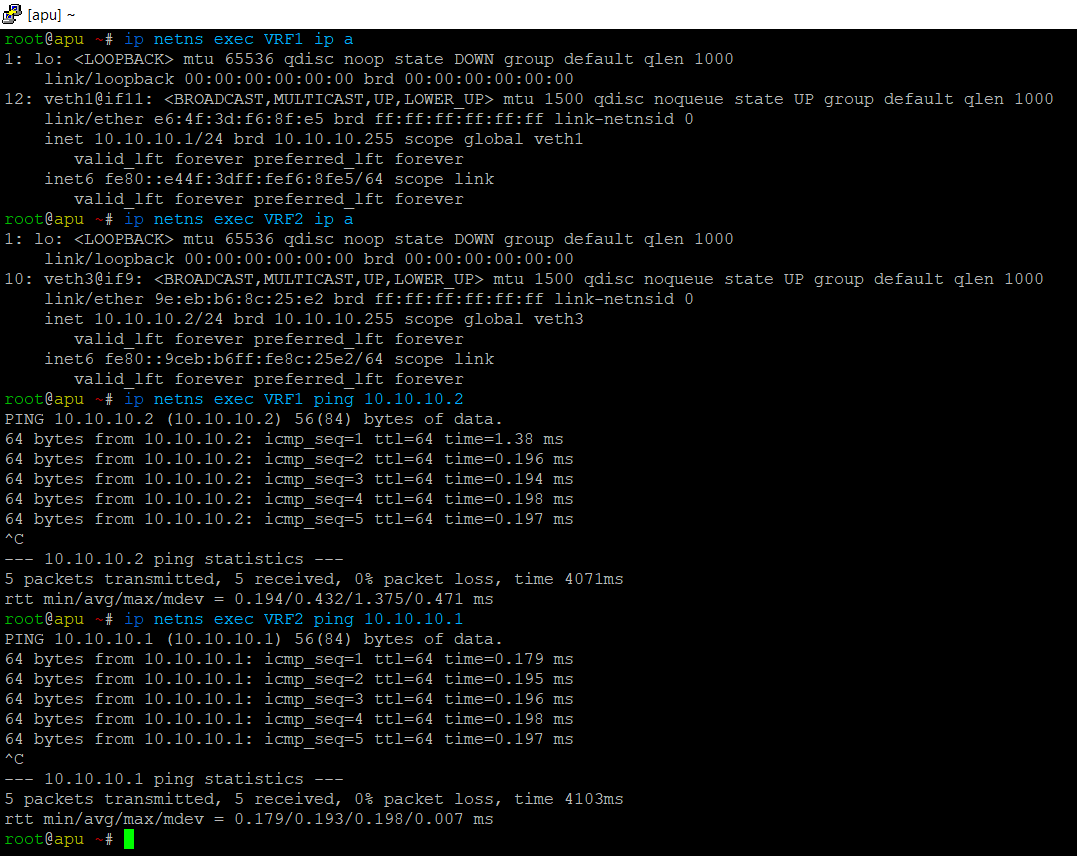 [apu] ~
root@apu ~# ip netns exec VRF1 ip a
1: lo: <LOOPBACK> mtu 65536 qdisc noop state DOWN group default qlen 1000
    link/loopback 00:00:00:00:00:00 brd 00:00:00:00:00:00
12: veth1@if11: <BROADCAST,MULTICAST,UP,LOWER_UP> mtu 1500 qdisc noqueue state UP group default qlen 1000
    link/ether e6:4f:3d:f6:8f:e5 brd ff:ff:ff:ff:ff:ff link-netnsid 0
    inet 10.10.10.1/24 brd 10.10.10.255 scope global veth1
       valid_lft forever preferred_lft forever
    inet6 fe80::e44f:3dff:fef6:8fe5/64 scope link
       valid_lft forever preferred_lft forever
root@apu ~# ip netns exec VRF2 ip a
1: lo: <LOOPBACK> mtu 65536 qdisc noop state DOWN group default qlen 1000
    link/loopback 00:00:00:00:00:00 brd 00:00:00:00:00:00
10: veth3@if9: <BROADCAST,MULTICAST,UP,LOWER_UP> mtu 1500 qdisc noqueue state UP group default qlen 1000
    link/ether 9e:eb:b6:8c:25:e2 brd ff:ff:ff:ff:ff:ff link-netnsid 0
    inet 10.10.10.2/24 brd 10.10.10.255 scope global veth3
       valid_lft forever preferred_lft forever
    inet6 fe80::9ceb:b6ff:fe8c:25e2/64 scope link
       valid_lft forever preferred_lft forever
root@apu ~# ip netns exec VRF1 ping 10.10.10.2
PING 10.10.10.2 (10.10.10.2) 56(84) bytes of data.
64 bytes from 10.10.10.2: icmp_seq=1 ttl=64 time=1.38 ms
64 bytes from 10.10.10.2: icmp_seq=2 ttl=64 time=0.196 ms
64 bytes from 10.10.10.2: icmp_seq=3 ttl=64 time=0.194 ms
64 bytes from 10.10.10.2: icmp_seq=4 ttl=64 time=0.198 ms
64 bytes from 10.10.10.2: icmp_seq=5 ttl=64 time=0.197 ms
^C
--- 10.10.10.2 ping statistics ---
5 packets transmitted, 5 received, 0% packet loss, time 4071ms
rtt min/avg/max/mdev = 0.194/0.432/1.375/0.471 ms
root@apu ~# ip netns exec VRF2 ping 10.10.10.1
PING 10.10.10.1 (10.10.10.1) 56(84) bytes of data.
64 bytes from 10.10.10.1: icmp_seq=1 ttl=64 time=0.179 ms
64 bytes from 10.10.10.1: icmp_seq=2 ttl=64 time=0.195 ms
64 bytes from 10.10.10.1: icmp_seq=3 ttl=64 time=0.196 ms
64 bytes from 10.10.10.1: icmp_seq=4 ttl=64 time=0.198 ms
64 bytes from 10.10.10.1: icmp_seq=5 ttl=64 time=0.197 ms
^C
--- 10.10.10.1 ping statistics ---
5 packets transmitted, 5 received, 0% packet loss, time 4103ms
rtt min/avg/max/mdev = 0.179/0.193/0.198/0.007 ms
root@apu ~#